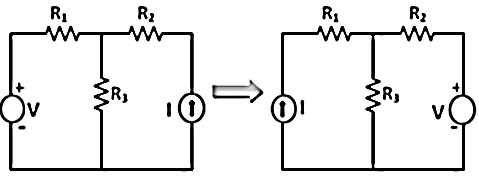 R₁ R₂ R₁ R₂
+ +
V R₃ I I R₃ V
- -